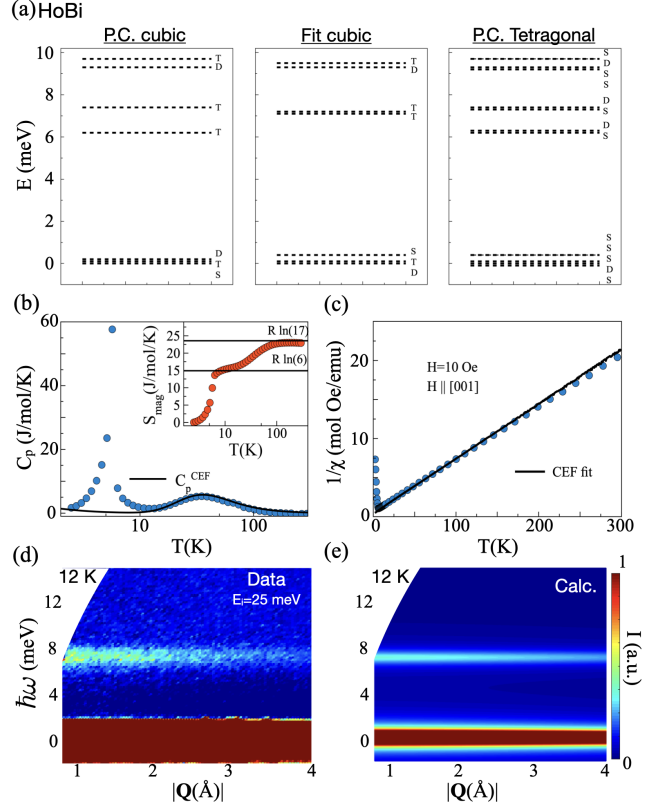 (a) HoBi
P.C. cubic Fit cubic P.C. Tetragonal
E (meV)
10
8
6
4
2
0
T
D
T
T
D
T
S
T
D
T
T
S
T
D
S
D
S
S
D
S
D
S
S
S
D
S
(b)
C_p (J/mol/K)
60
40
20
0
10
100
T(K)
C_p^CEF
S_mag(J/mol/K)
25
20
15
10
5
0
10
100
T(K)
R ln(17)
R ln(6)
(c)
1/χ (mol Oe/emu)
20
10
0
0 75 150 225 300
T(K)
H=10 Oe
H || [001]
CEF fit
(d)
12 K
Data
E_i=25 meV
ħω (meV)
12
8
4
0
1 2 3 4
|Q(Å)|
(e)
12 K
Calc.
12
8
4
0
1 2 3 4
|Q(Å)|
1
I (a.u.)
0